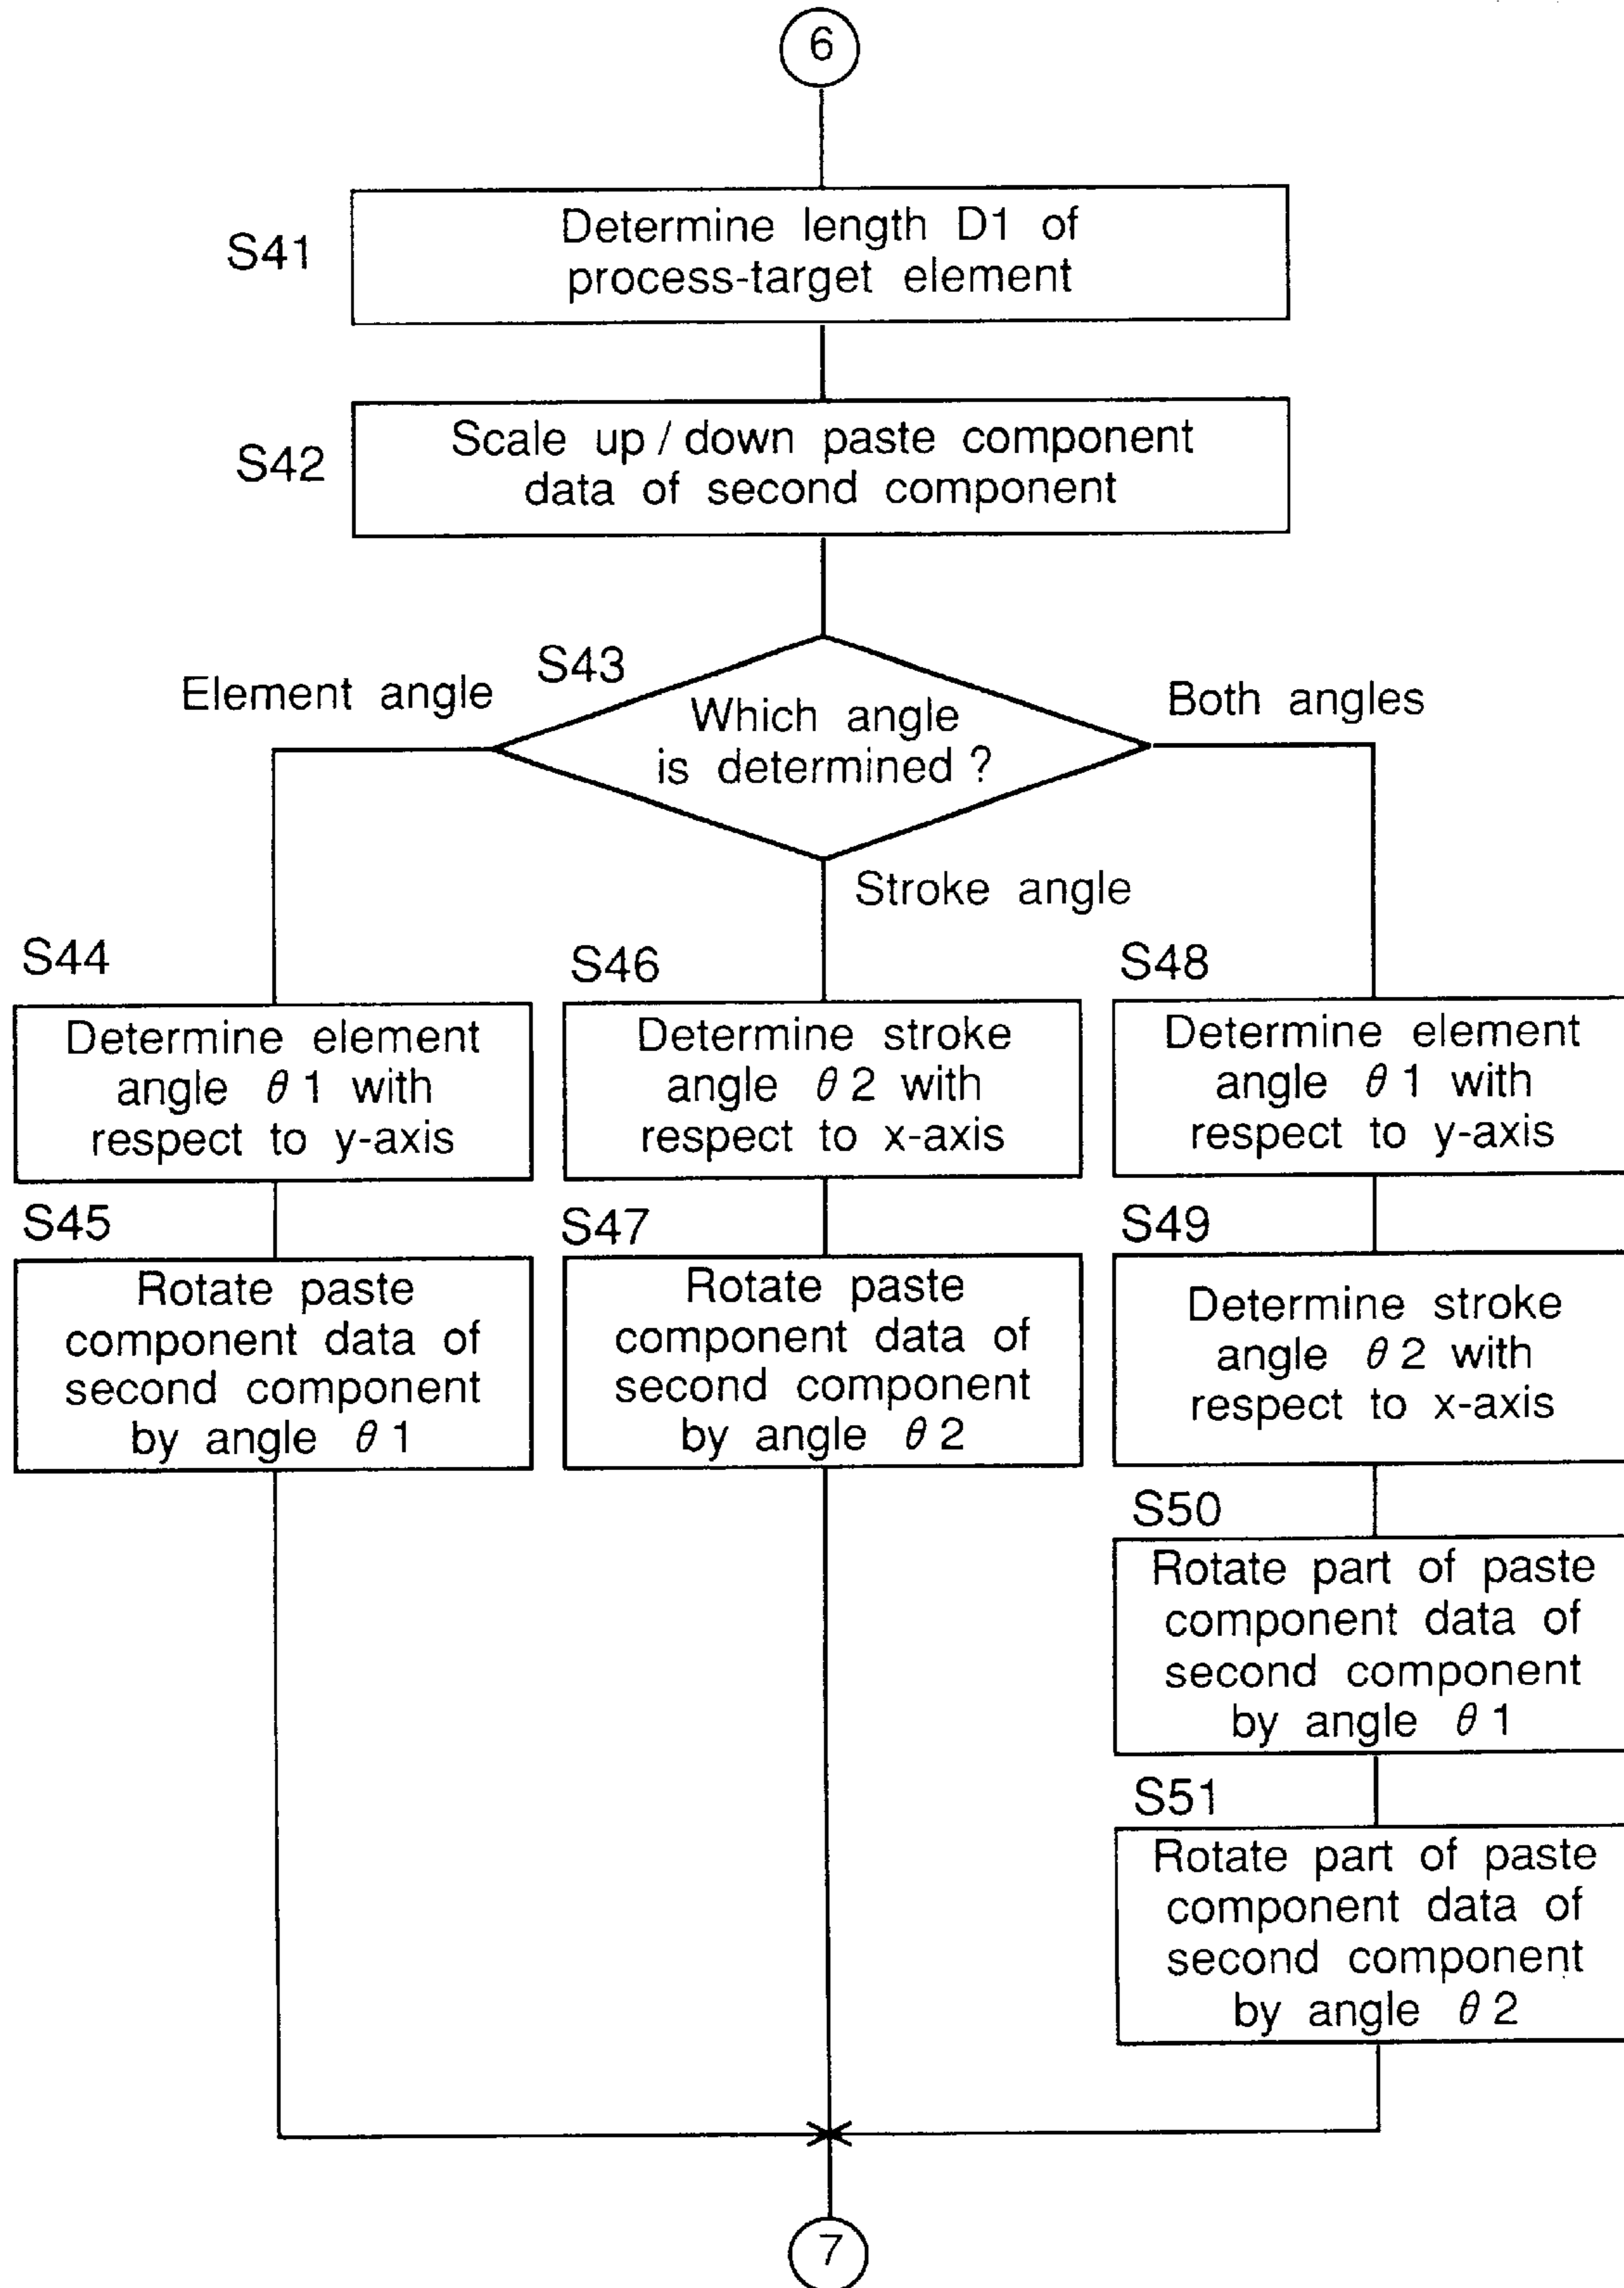 6
S41
Determine length D1 of
process-target element
S42
Scale up / down paste component
data of second component
S43
Element angle
Which angle
is determined ?
Both angles
Stroke angle
S44
Determine element
angle θ1 with
respect to y-axis
S45
Rotate paste
component data of
second component
by angle θ1
S46
Determine stroke
angle θ2 with
respect to x-axis
S47
Rotate paste
component data of
second component
by angle θ2
S48
Determine element
angle θ1 with
respect to y-axis
S49
Determine stroke
angle θ2 with
respect to x-axis
S50
Rotate part of paste
component data of
second component
by angle θ1
S51
Rotate part of paste
component data of
second component
by angle θ2
7